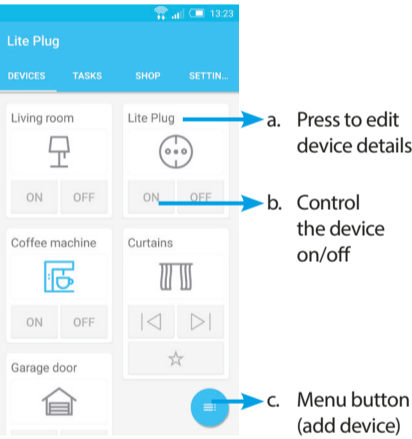 13:23
Lite Plug
DEVICES TASKS SHOP SETTIN...
Living room
Lite Plug
ON OFF
ON OFF
Coffee machine
Curtains
ON OFF
Garage door
a. Press to edit
device details
b. Control
the device
on/off
c. Menu button
(add device)